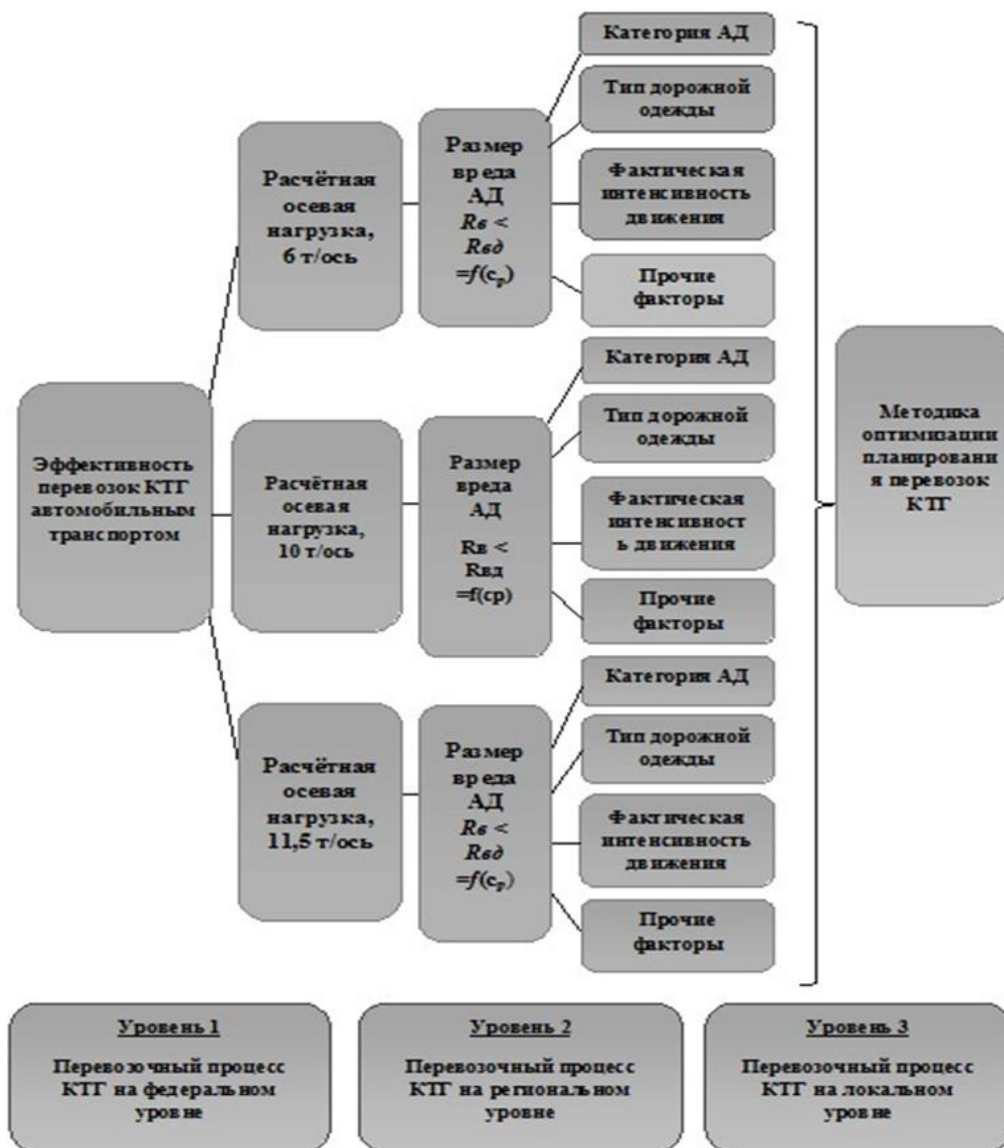 Эффективность
перевозок КТГ
автомобильным
транспортом
Расчётная
осевая
нагрузка,
6 т/ось
Размер
вреда
АД
Rв <
Rвд
=f(cр)
Категория АД
Тип дорожной
одежды
Фактическая
интенсивность
движения
Прочие
факторы
Расчётная
осевая
нагрузка,
10 т/ось
Размер
вреда
АД
Rв <
Rвд
=f(ср)
Категория АД
Тип дорожной
одежды
Фактическая
интенсивност
ь движения
Прочие
факторы
Расчётная
осевая
нагрузка,
11,5 т/ось
Размер
вреда
АД
Rв <
Rвд
=f(cр)
Категория АД
Тип дорожной
одежды
Фактическая
интенсивность
движения
Прочие
факторы
Методика
оптимизации
планировани
я перевозок
КТГ
Уровень 1
Перевозочный процесс
КТГ на федеральном
уровне
Уровень 2
Перевозочный процесс
КТГ на региональном
уровне
Уровень 3
Перевозочный процесс
КТГ на локальном
уровне